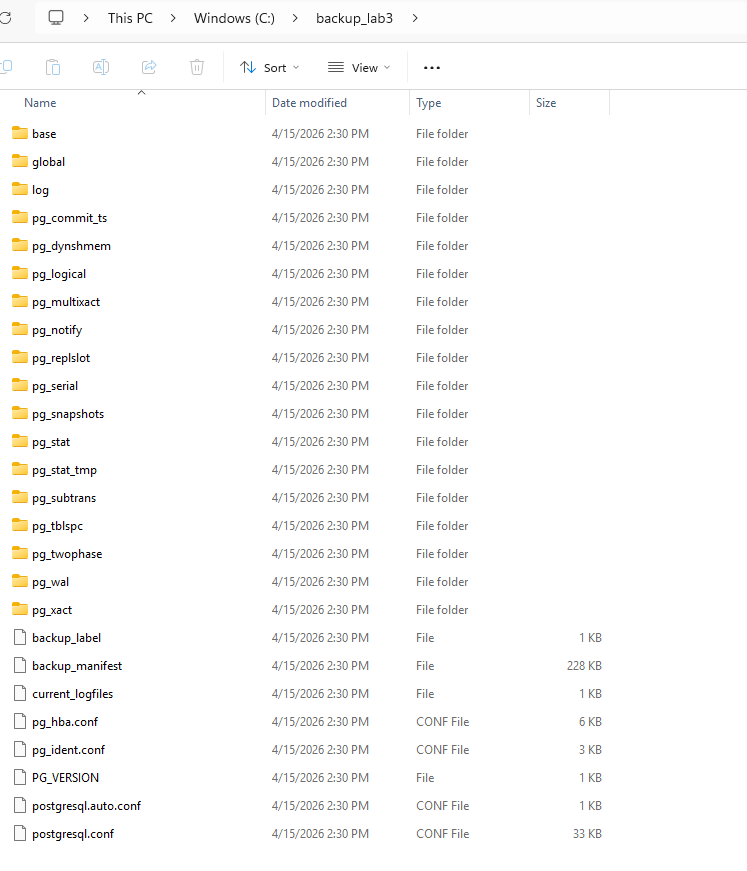 This PC > Windows (C:) > backup_lab3 >
Sort View ...
Name Date modified Type Size
base 4/15/2026 2:30 PM File folder
global 4/15/2026 2:30 PM File folder
log 4/15/2026 2:30 PM File folder
pg_commit_ts 4/15/2026 2:30 PM File folder
pg_dynshmem 4/15/2026 2:30 PM File folder
pg_logical 4/15/2026 2:30 PM File folder
pg_multixact 4/15/2026 2:30 PM File folder
pg_notify 4/15/2026 2:30 PM File folder
pg_replslot 4/15/2026 2:30 PM File folder
pg_serial 4/15/2026 2:30 PM File folder
pg_snapshots 4/15/2026 2:30 PM File folder
pg_stat 4/15/2026 2:30 PM File folder
pg_stat_tmp 4/15/2026 2:30 PM File folder
pg_subtrans 4/15/2026 2:30 PM File folder
pg_tblspc 4/15/2026 2:30 PM File folder
pg_twophase 4/15/2026 2:30 PM File folder
pg_wal 4/15/2026 2:30 PM File folder
pg_xact 4/15/2026 2:30 PM File folder
backup_label 4/15/2026 2:30 PM File 1 KB
backup_manifest 4/15/2026 2:30 PM File 228 KB
current_logfiles 4/15/2026 2:30 PM File 1 KB
pg_hba.conf 4/15/2026 2:30 PM CONF File 6 KB
pg_ident.conf 4/15/2026 2:30 PM CONF File 3 KB
PG_VERSION 4/15/2026 2:30 PM File 1 KB
postgresql.auto.conf 4/15/2026 2:30 PM CONF File 1 KB
postgresql.conf 4/15/2026 2:30 PM CONF File 33 KB